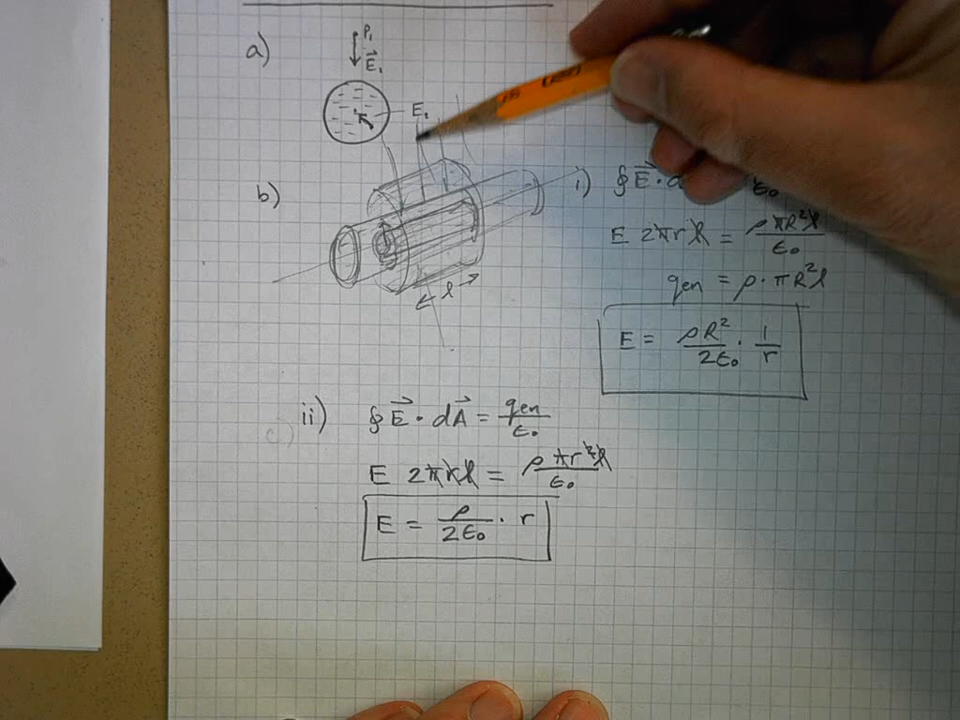 a)
P₁
E⃗₁
E₁
b)
l
i) ∮E⃗ · d
ε₀
E 2πrl = ρπR²l/ε₀
qen = ρ · πR²l
E = ρR²/2ε₀ · 1/r
ii) ∮E⃗ · dA⃗ = qen/ε₀
c)
E 2πrl = ρπr²l/ε₀
E = ρ/2ε₀ · r